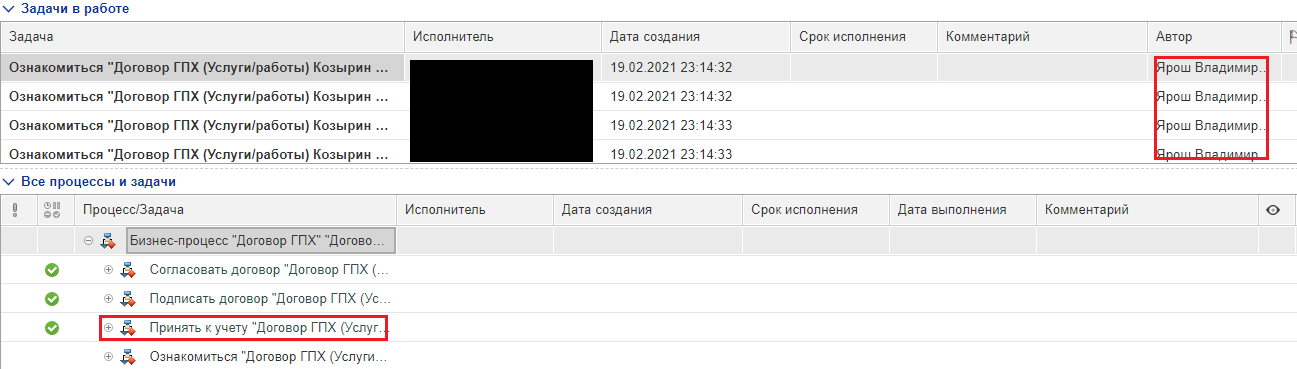 Задачи в работе
Задача Исполнитель Дата создания Срок исполнения Комментарий Автор
Ознакомиться "Договор ГПХ (Услуги/работы) Козырин ... 19.02.2021 23:14:32 Ярош Владимир...
Ознакомиться "Договор ГПХ (Услуги/работы) Козырин ... 19.02.2021 23:14:32 Ярош Владимир...
Ознакомиться "Договор ГПХ (Услуги/работы) Козырин ... 19.02.2021 23:14:33 Ярош Владимир...
Ознакомиться "Договор ГПХ (Услуги/работы) Козырин ... 19.02.2021 23:14:33 Ярош Владимир...
Все процессы и задачи
Процесс/Задача Исполнитель Дата создания Срок исполнения Дата выполнения Комментарий
Бизнес-процесс "Договор ГПХ" "Догово...
Согласовать договор "Договор ГПХ (...
Подписать договор "Договор ГПХ (Ус...
Принять к учету "Договор ГПХ (Услуг...
Ознакомиться "Договор ГПХ (Услуги...